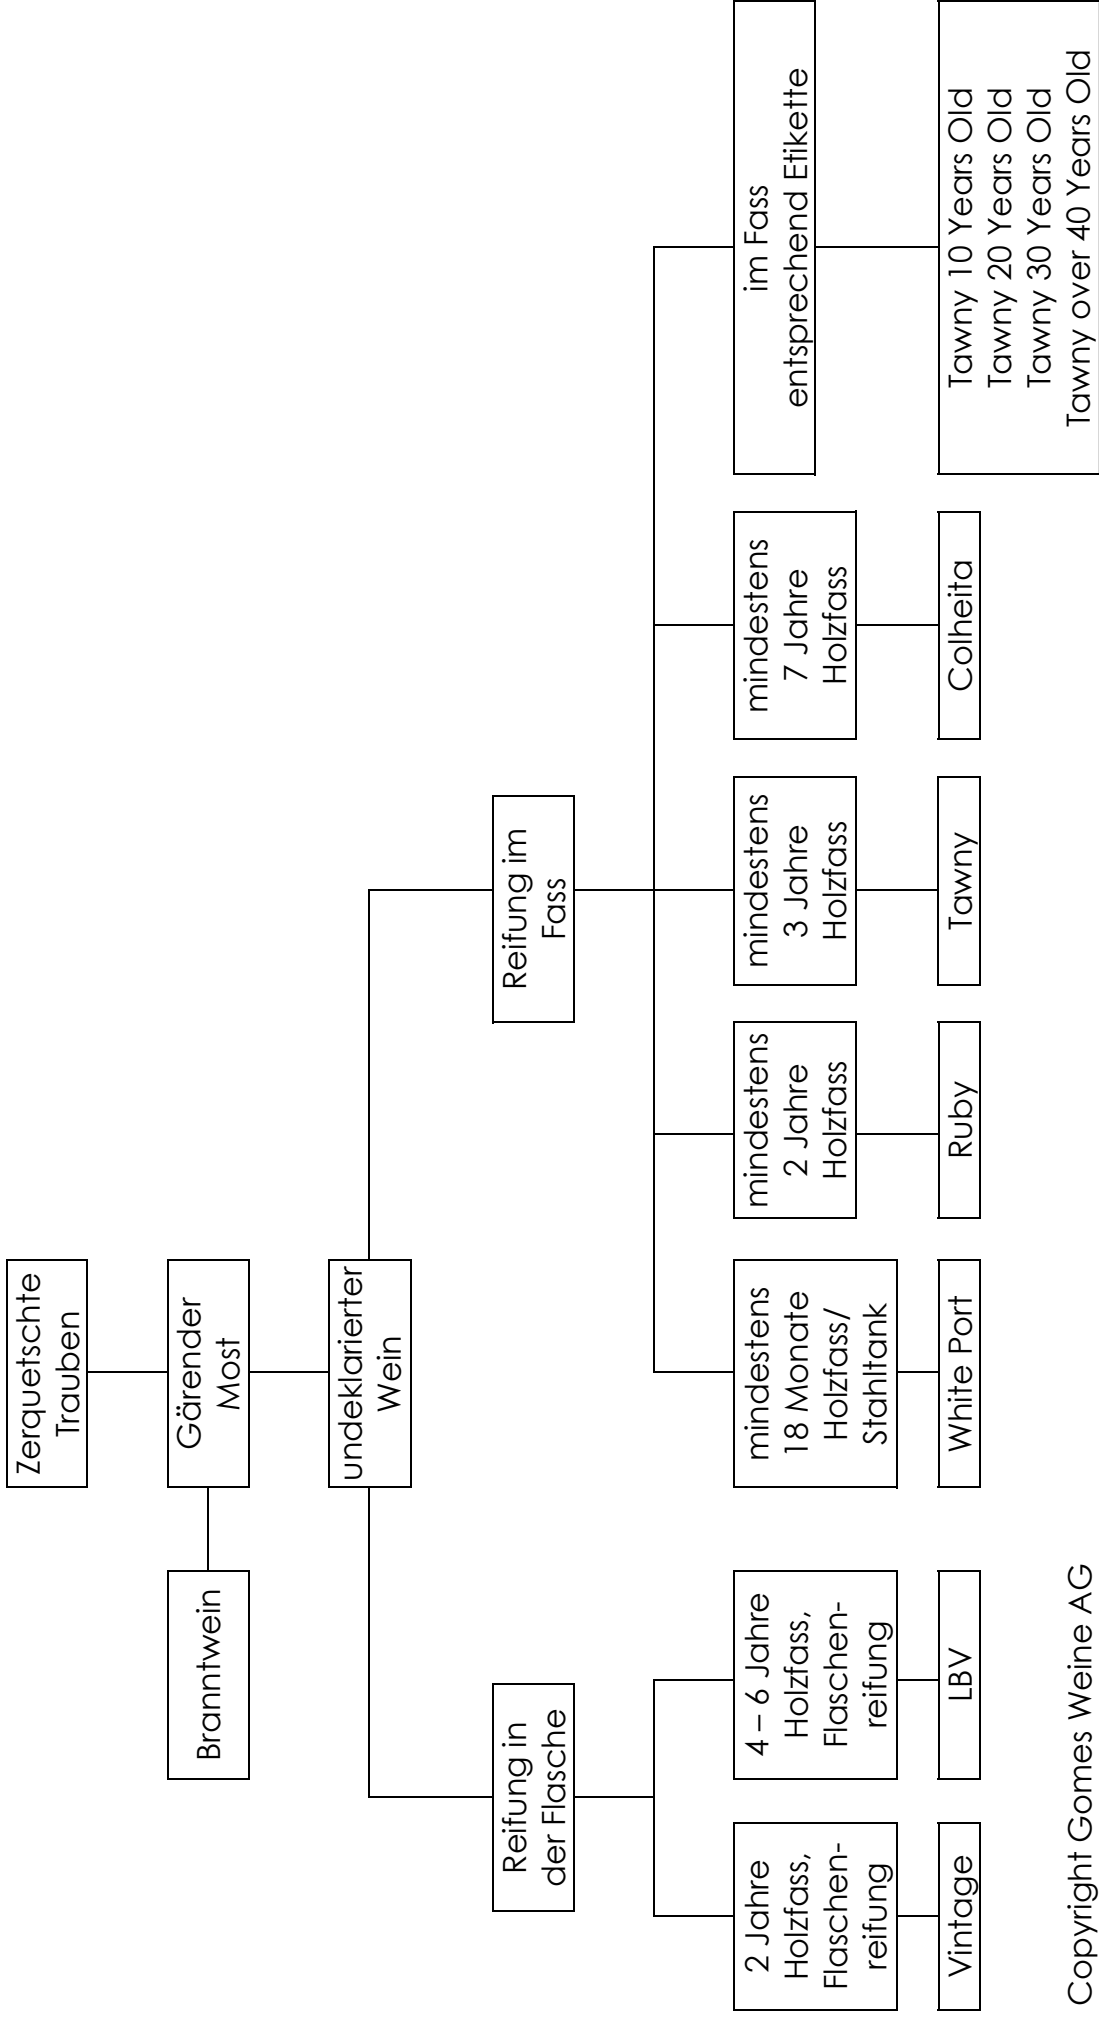 Zerquetschte
Trauben
Branntwein
Gärender
Most
undeklarierter
Wein
Reifung in
der Flasche
Reifung im
Fass
2 Jahre
Holzfass,
Flaschen-
reifung
4 – 6 Jahre
Holzfass,
Flaschen-
reifung
mindestens
18 Monate
Holzfass/
Stahltank
mindestens
2 Jahre
Holzfass
mindestens
3 Jahre
Holzfass
mindestens
7 Jahre
Holzfass
im Fass
entsprechend Etikette
Vintage
LBV
White Port
Ruby
Tawny
Colheita
Tawny 10 Years Old
Tawny 20 Years Old
Tawny 30 Years Old
Tawny over 40 Years Old
Copyright Gomes Weine AG